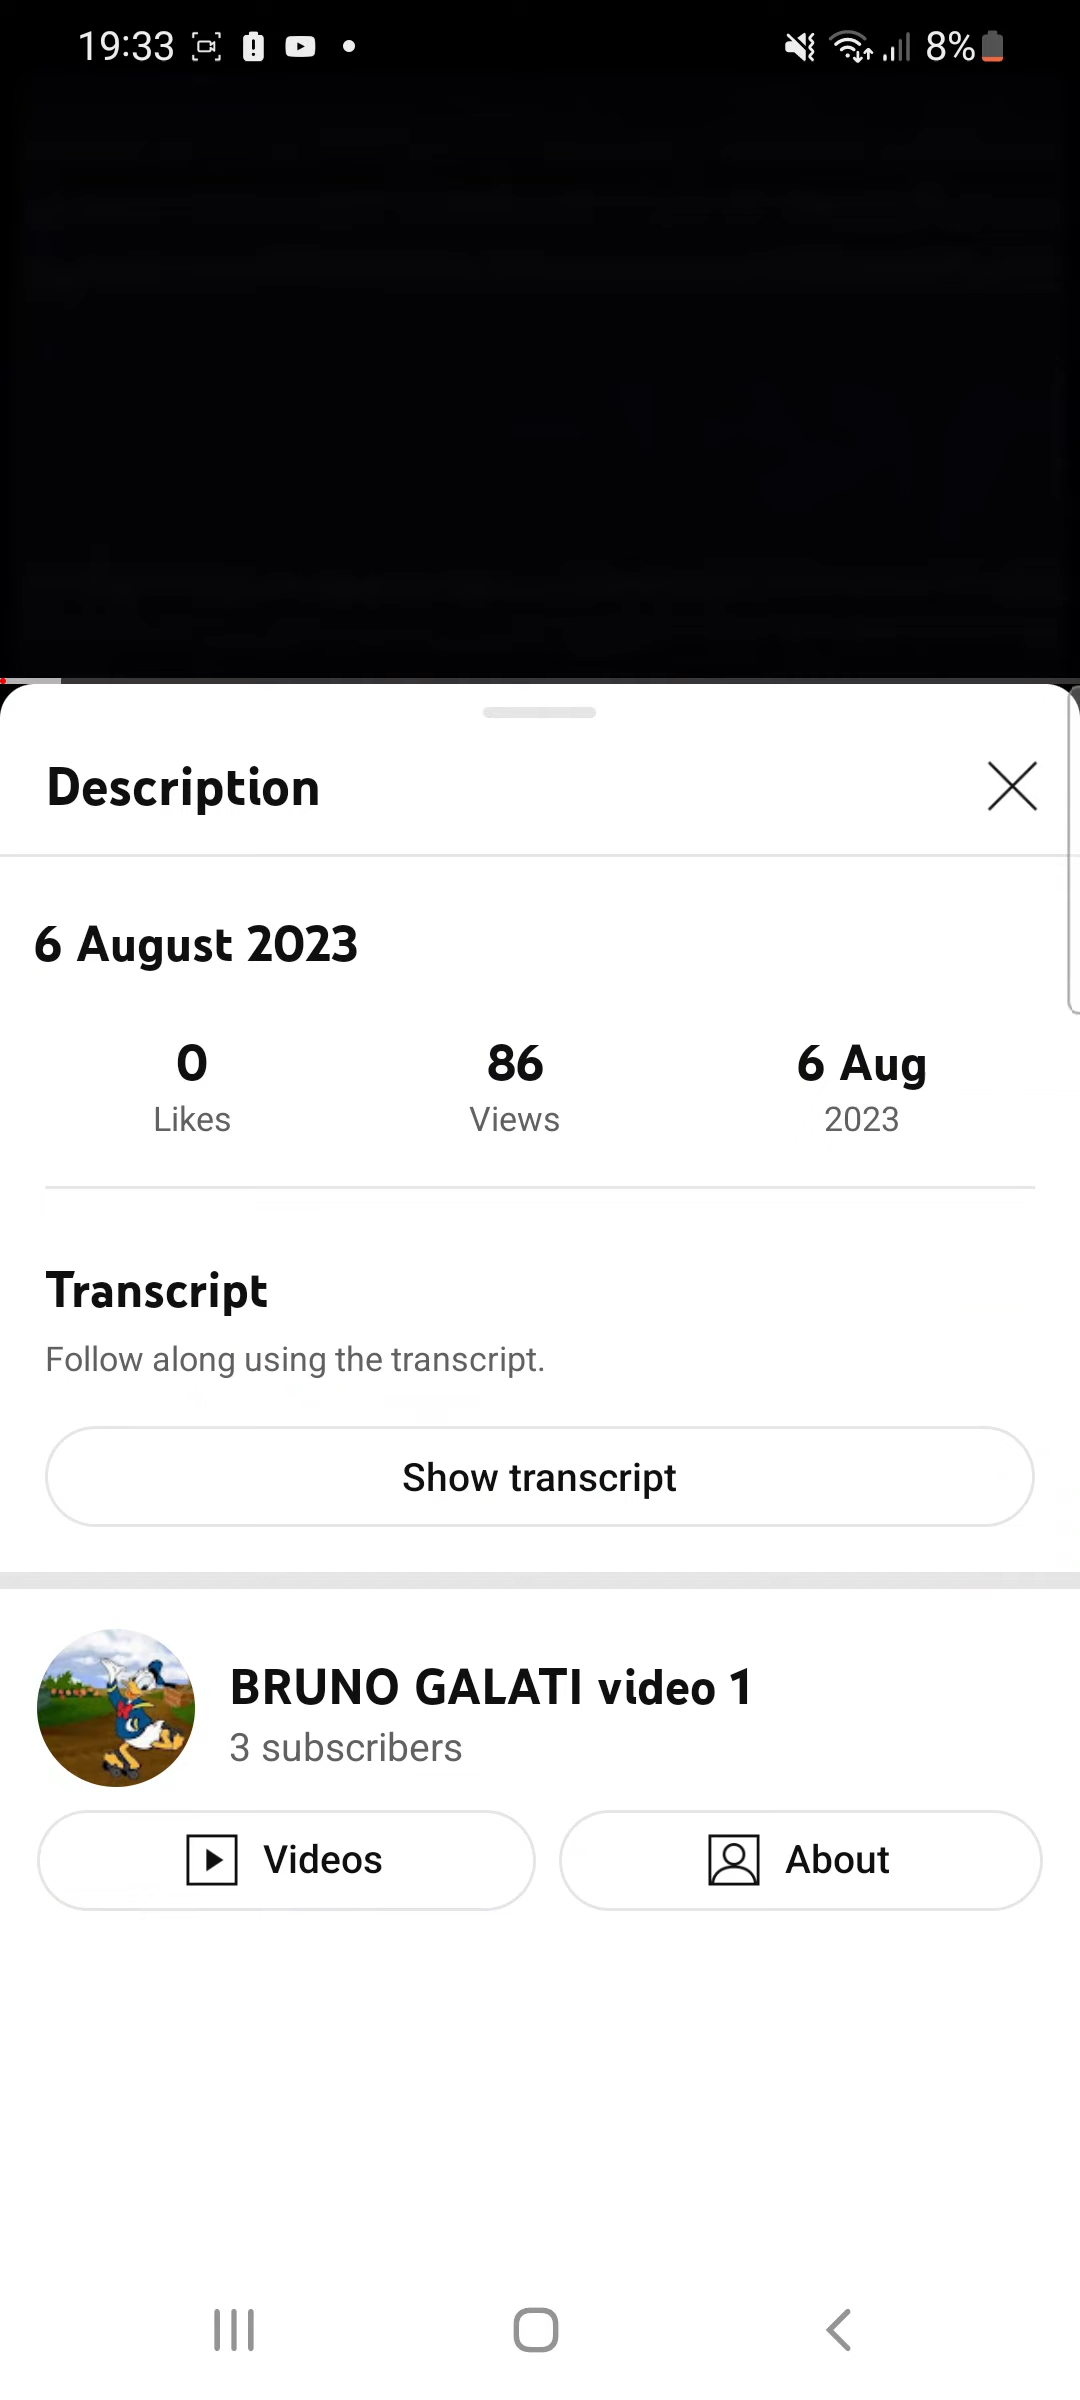 19:33
8%
Description
6 August 2023
0
Likes
86
Views
6 Aug
2023
Transcript
Follow along using the transcript.
Show transcript
BRUNO GALATI video 1
3 subscribers
Videos
About